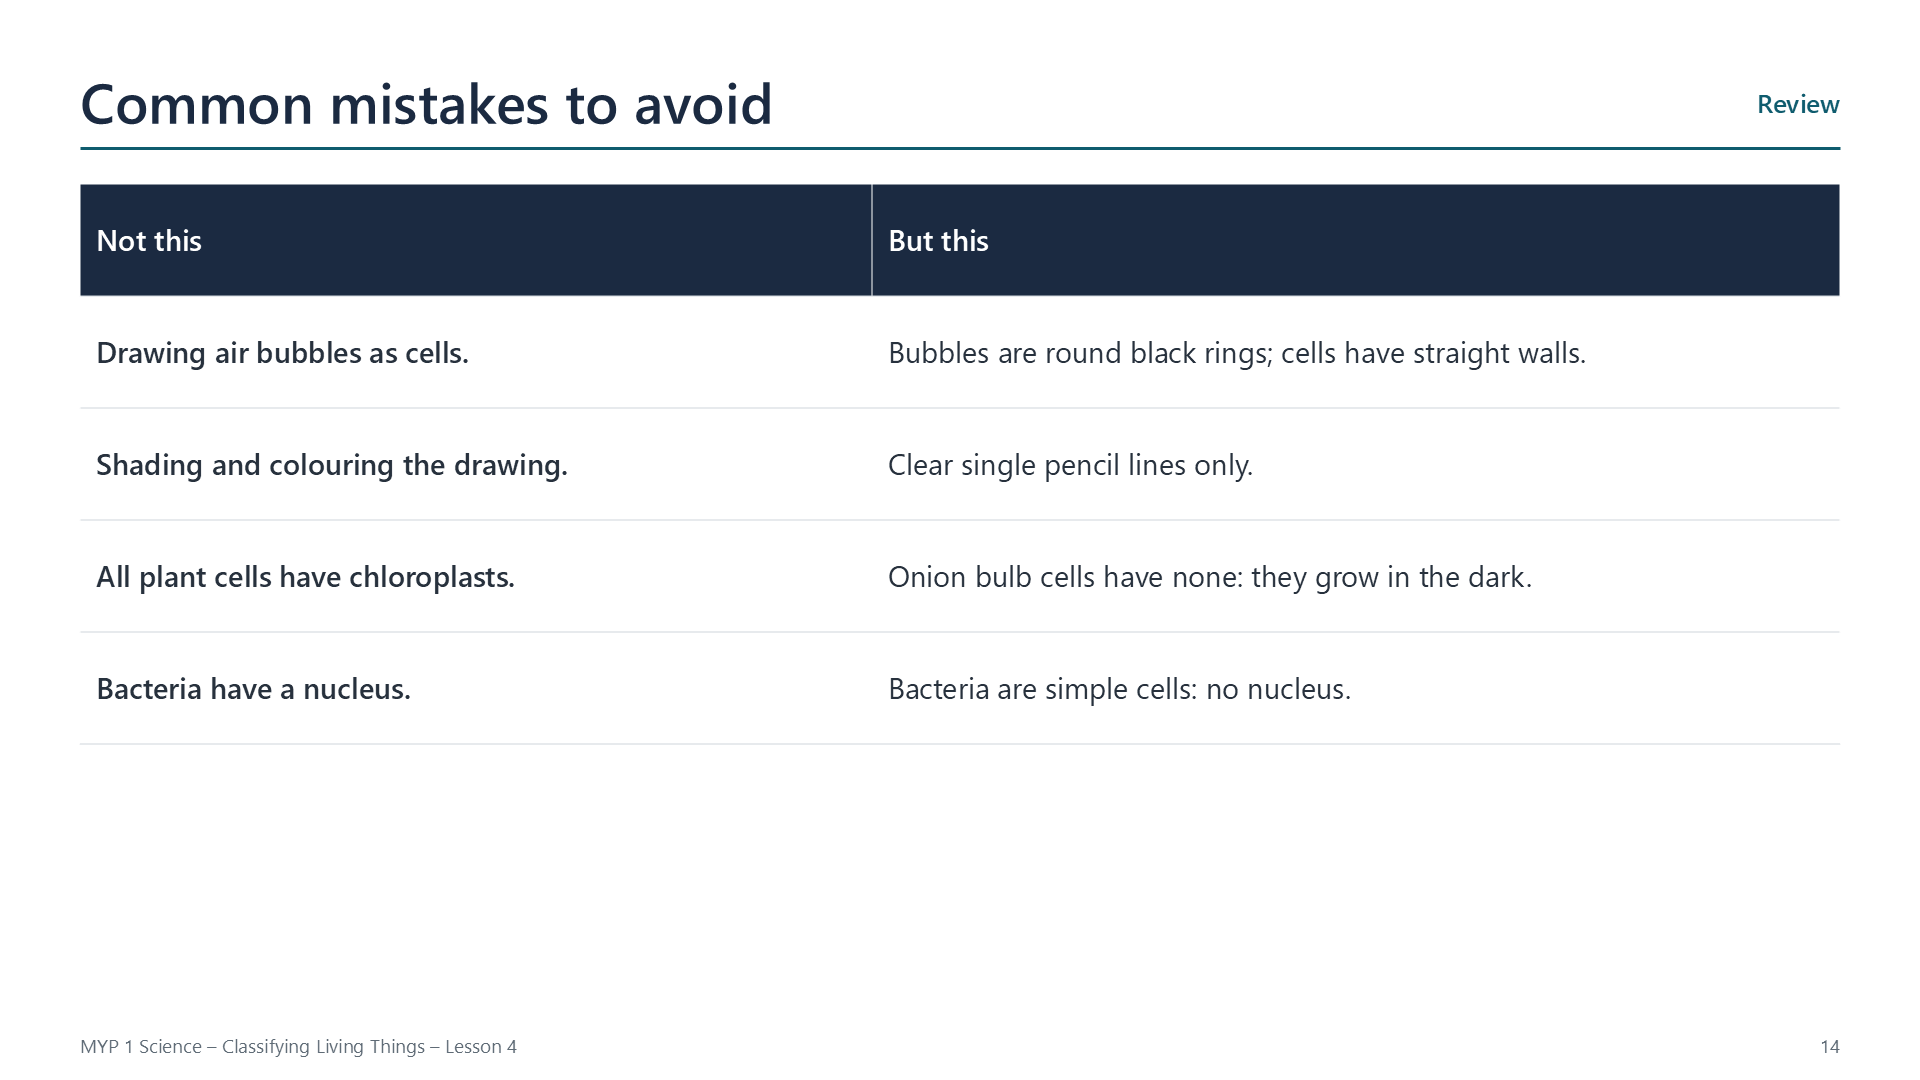 Common mistakes to avoid
Review
Not this
But this
Drawing air bubbles as cells.
Bubbles are round black rings; cells have straight walls.
Shading and colouring the drawing.
Clear single pencil lines only.
All plant cells have chloroplasts.
Onion bulb cells have none: they grow in the dark.
Bacteria have a nucleus.
Bacteria are simple cells: no nucleus.
MYP 1 Science – Classifying Living Things – Lesson 4
14